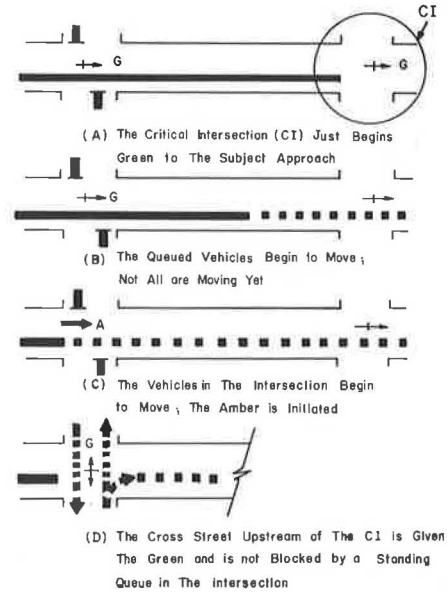 CI
G
G
(A) The Critical Intersection (CI) Just Begins
Green to The Subject Approach
G
(B) The Queued Vehicles Begin to Move;
Not All are Moving Yet
A
(C) The Vehicles in The Intersection Begin
to Move; The Amber is Initiated
G
(D) The Cross Street Upstream of The CI is Given
The Green and is not Blocked by a Standing
Queue in The Intersection